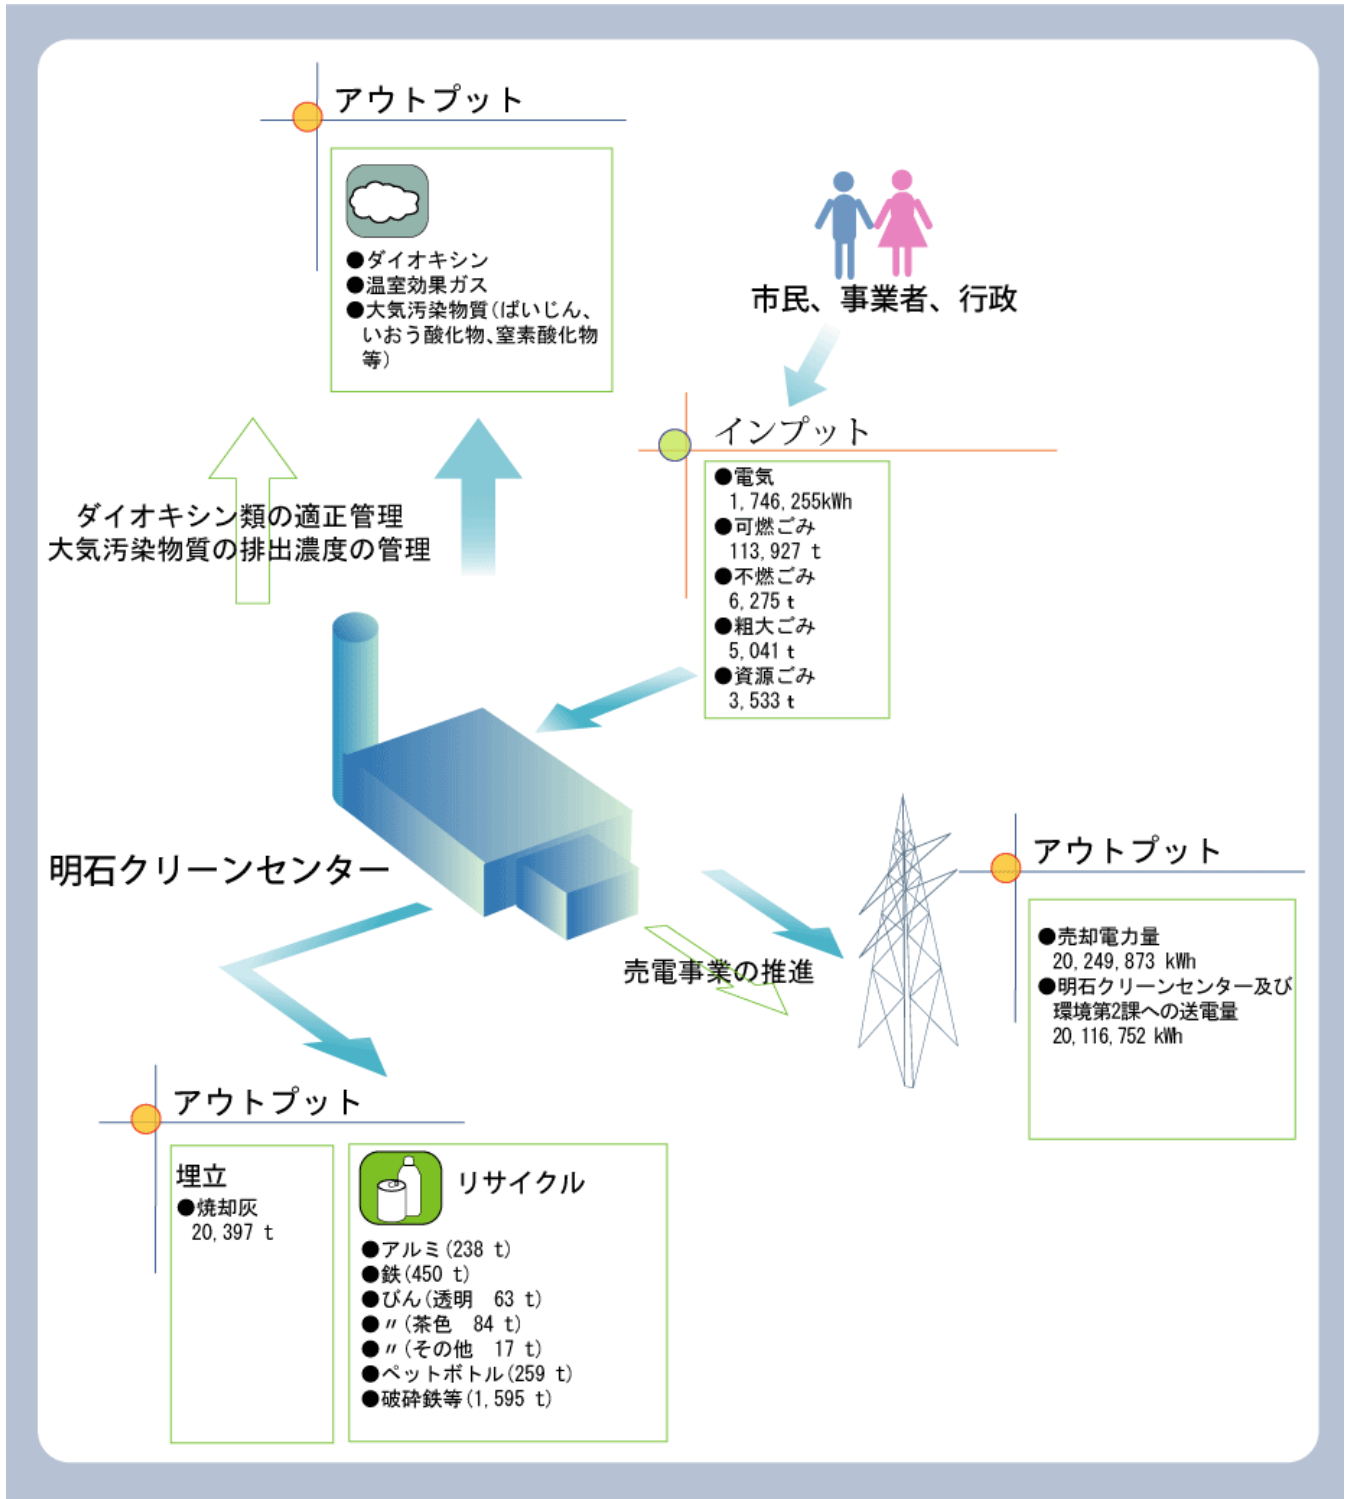 アウトプット
●ダイオキシン
●温室効果ガス
●大気汚染物質(ばいじん、
いおう酸化物、窒素酸化物
等)
市民、事業者、行政
インプット
●電気
1,746,255kWh
●可燃ごみ
113,927 t
●不燃ごみ
6,275 t
●粗大ごみ
5,041 t
●資源ごみ
3,533 t
ダイオキシン類の適正管理
大気汚染物質の排出濃度の管理
明石クリーンセンター
売電事業の推進
アウトプット
●売却電力量
20,249,873 kWh
●明石クリーンセンター及び
環境第2課への送電量
20,116,752 kWh
アウトプット
埋立
●焼却灰
20,397 t
リサイクル
●アルミ(238 t)
●鉄(450 t)
●びん(透明　63 t)
●〃(茶色　84 t)
●〃(その他　17 t)
●ペットボトル(259 t)
●破砕鉄等(1,595 t)